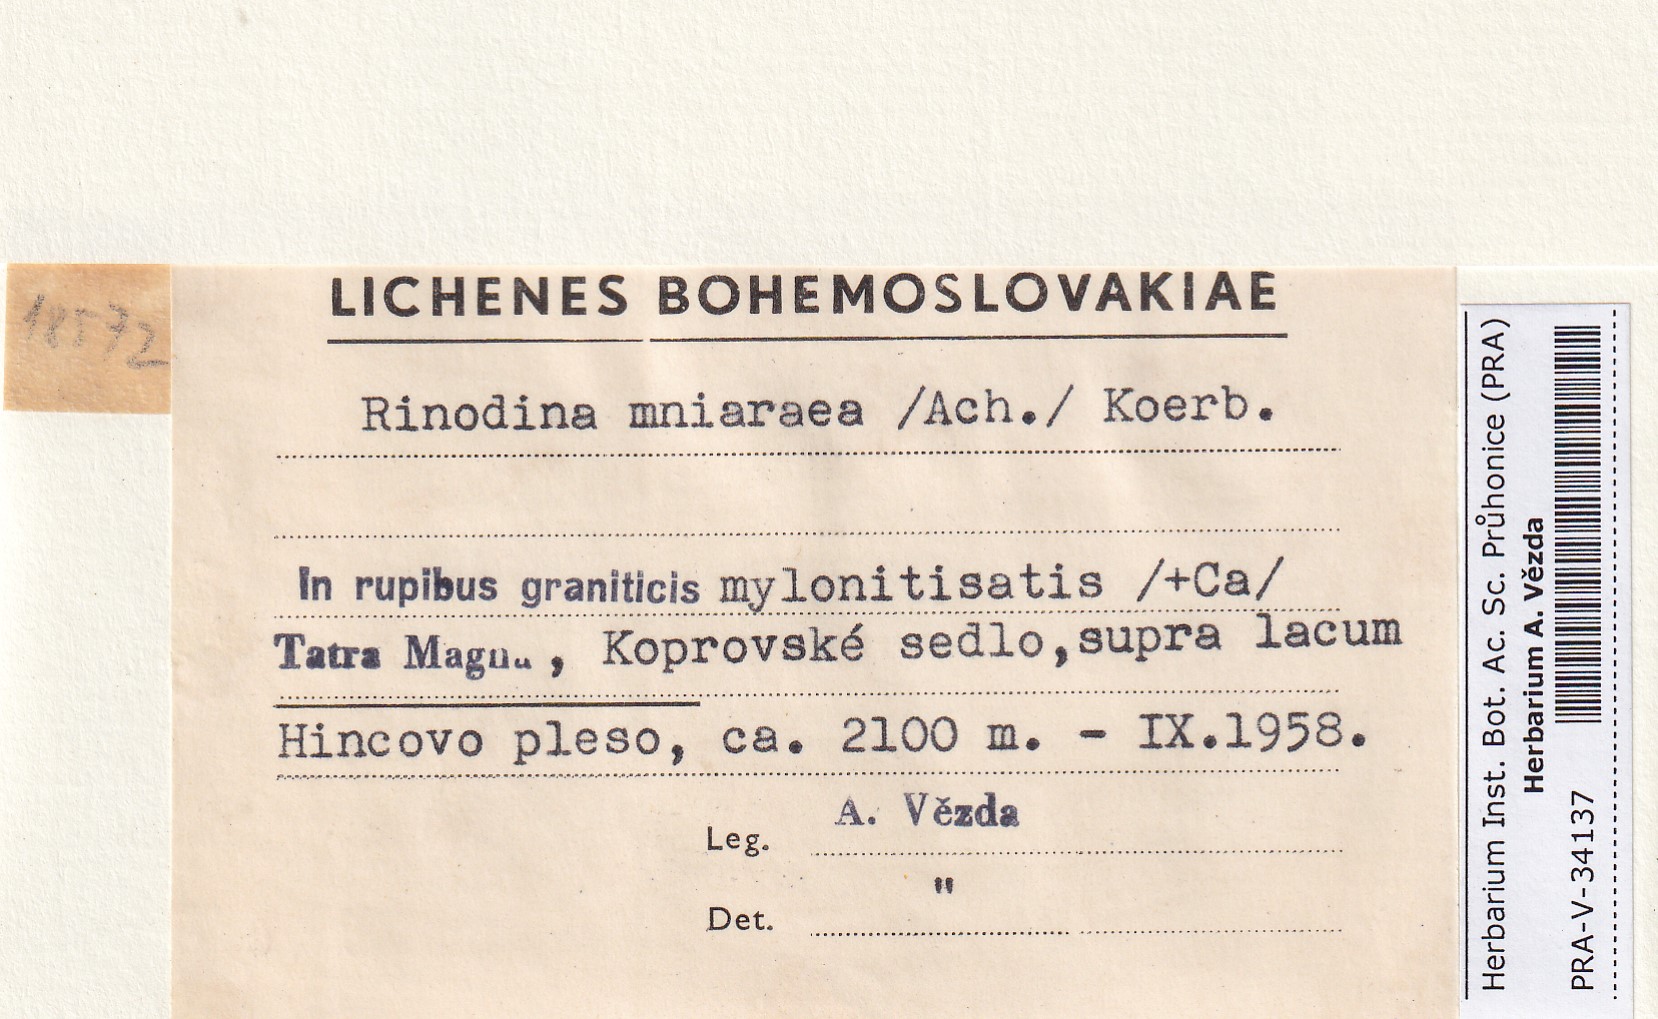 18572
LICHENES BOHEMOSLOVAKIAE
Rinodina mniaraea /Ach./ Koerb.
In rupibus graniticis mylonitisatis /+Ca/
Tatra Magna, Koprovské sedlo,supra lacum
Hincovo pleso, ca. 2100 m. - IX.1958.
Leg. A. Vězda
Det. "
Herbarium Inst. Bot. Ac. Sc. Průhonice (PRA)
Herbarium A. Vězda
PRA-V-34137